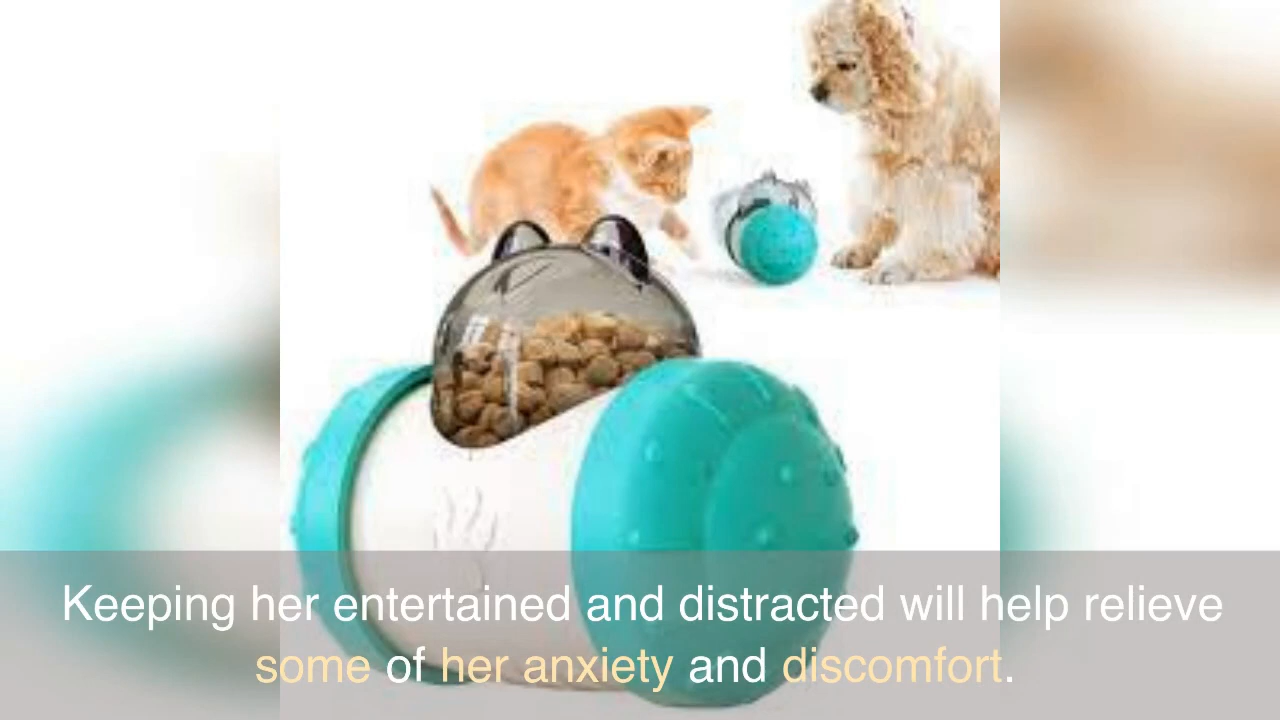 Keeping her entertained and distracted will help relieve
some of her anxiety and discomfort.